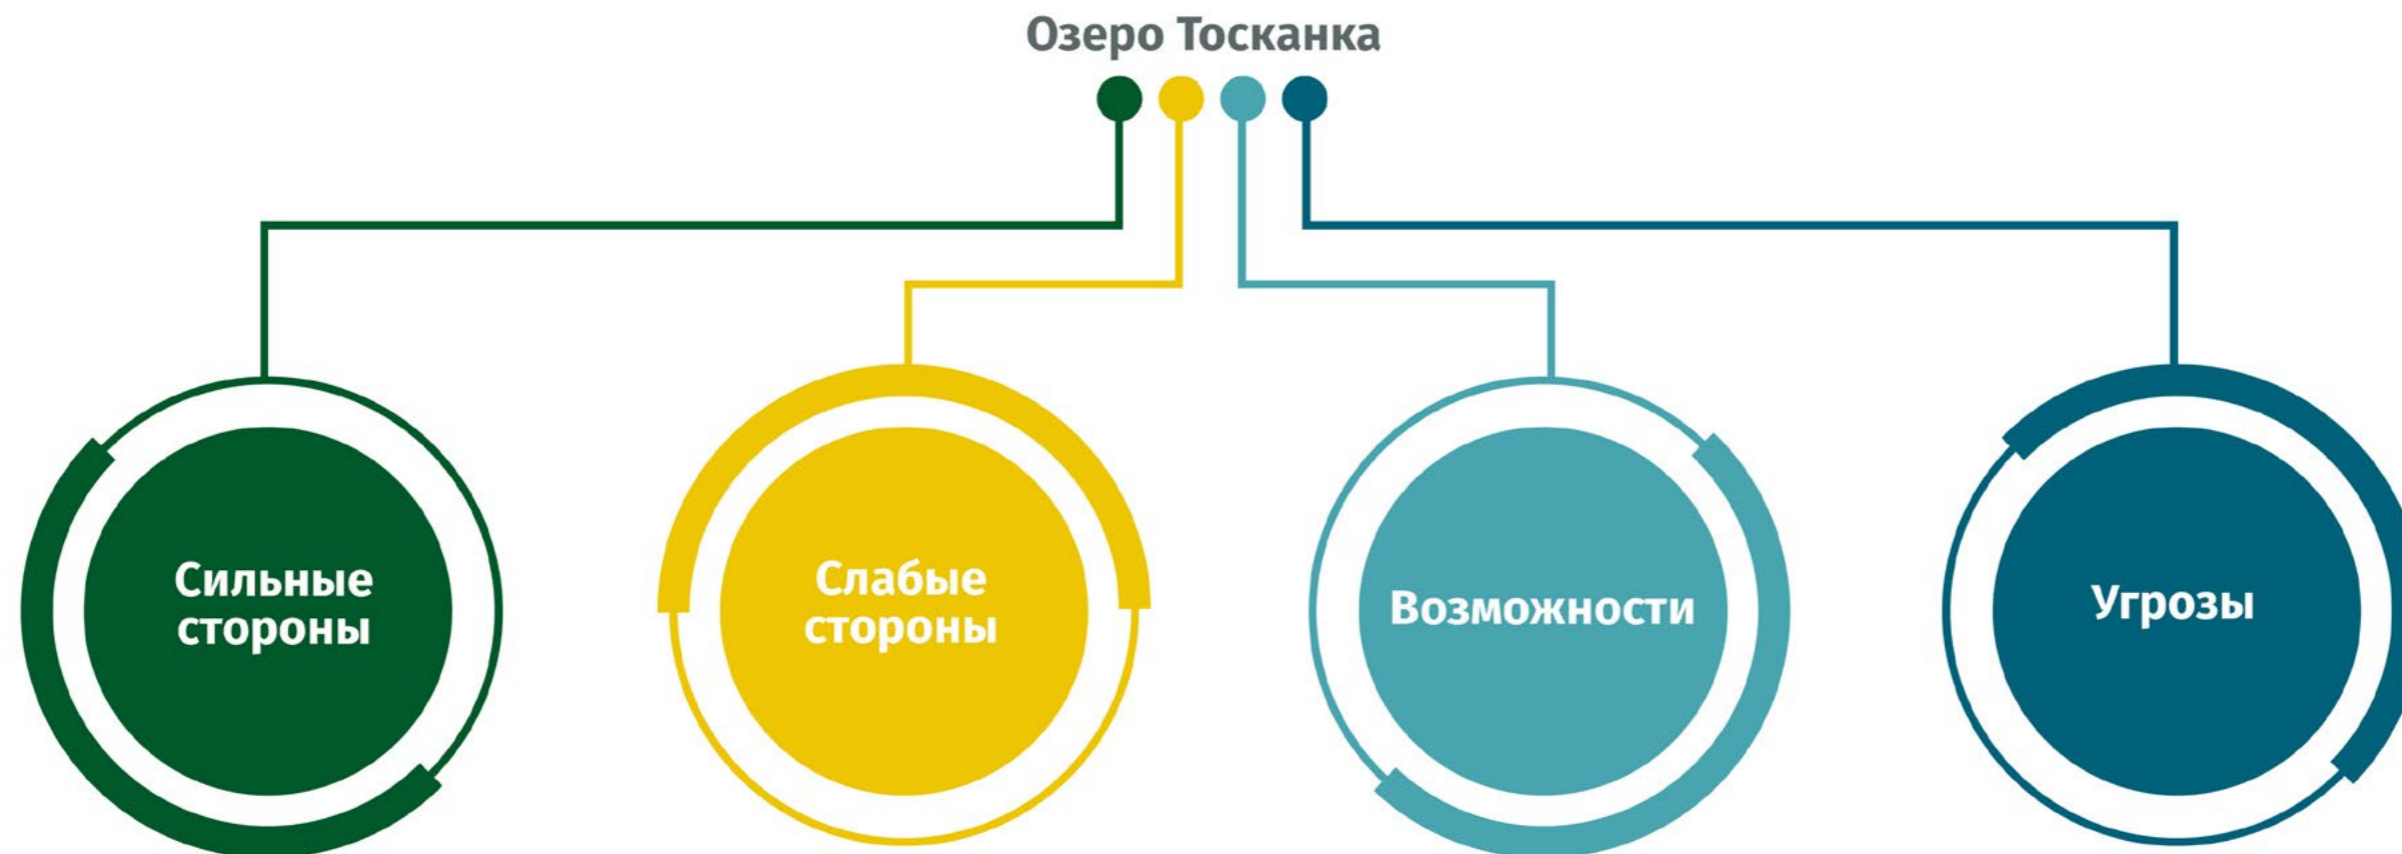 Озеро Тосканка
Сильные
стороны
Слабые
стороны
Возможности
Угрозы